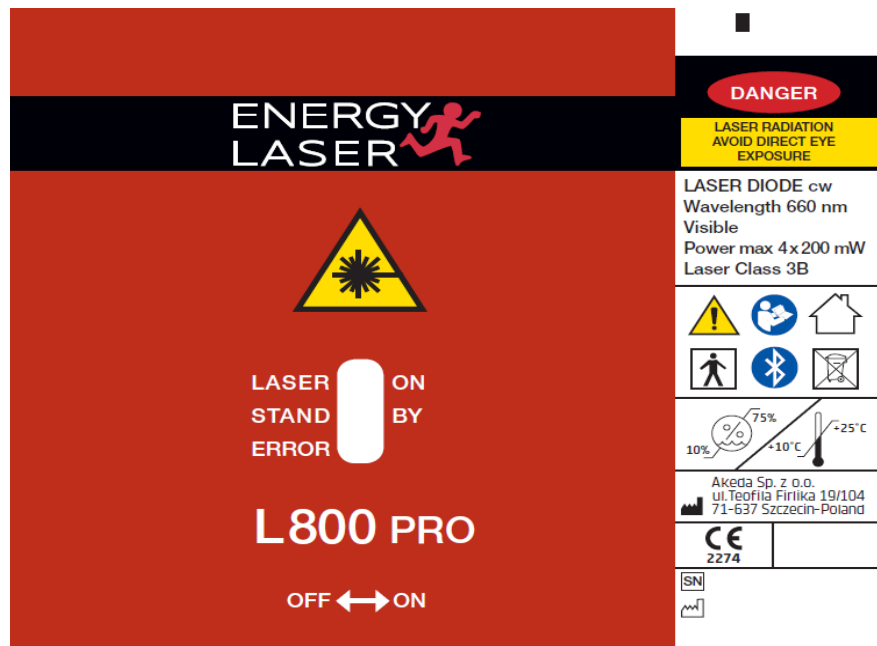 ENERGY
LASER
LASER ON
STAND BY
ERROR
L800 PRO
OFF ON
DANGER
LASER RADIATION
AVOID DIRECT EYE
EXPOSURE
LASER DIODE cw
Wavelength 660 nm
Visible
Power max 4x200 mW
Laser Class 3B
75%
%
10%
+25°C
+10°C
Akeda Sp. z o.o.
ul.Teofila Firlika 19/104
71-637 Szczecin-Poland
CE
2274
SN